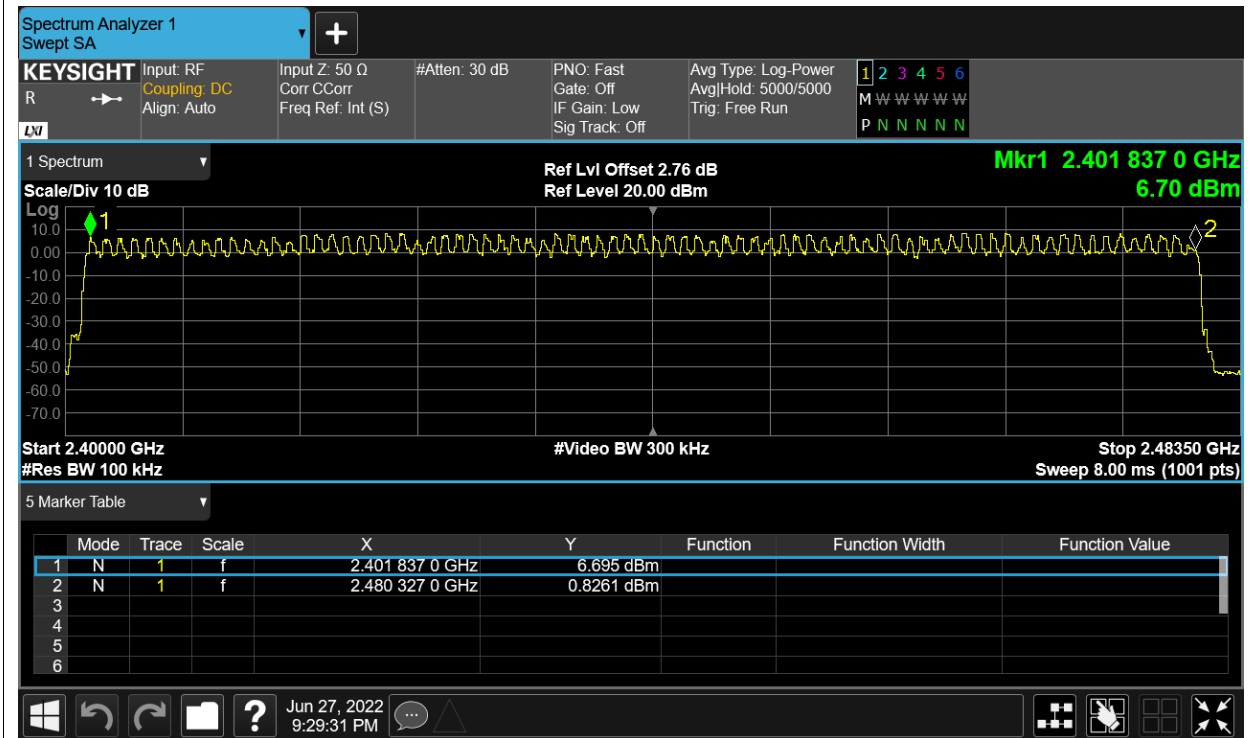 Spectrum Analyzer 1
Swept SA
+
KEYSIGHT Input: RF Input Z: 50 Ω #Atten: 30 dB PNO: Fast Avg Type: Log-Power 1 2 3 4 5 6
R Coupling: DC Corr CCorr Gate: Off Avg|Hold: 5000/5000 M W W W W W
Align: Auto Freq Ref: Int (S) IF Gain: Low Trig: Free Run
LXI Sig Track: Off P N N N N N
1 Spectrum Ref Lvl Offset 2.76 dB Mkr1 2.401 837 0 GHz
Scale/Div 10 dB Ref Level 20.00 dBm 6.70 dBm
Log
1
2
10.0
0.00
-10.0
-20.0
-30.0
-40.0
-50.0
-60.0
-70.0
Start 2.40000 GHz #Video BW 300 kHz Stop 2.48350 GHz
#Res BW 100 kHz Sweep 8.00 ms (1001 pts)
5 Marker Table
Mode Trace Scale X Y Function Function Width Function Value
1 N 1 f 2.401 837 0 GHz 6.695 dBm
2 N 1 f 2.480 327 0 GHz 0.8261 dBm
3
4
5
6
? Jun 27, 2022
9:29:31 PM